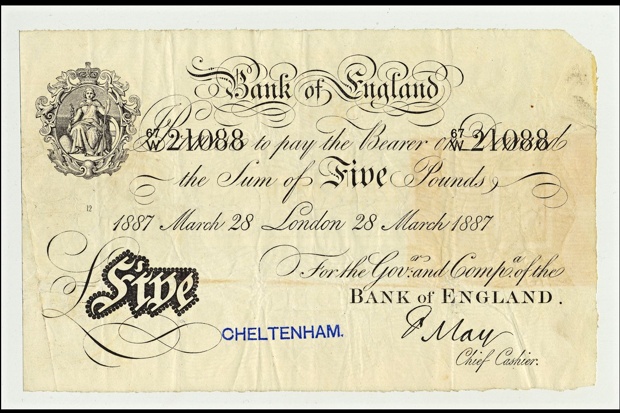 Bank of England
I Promise to pay the Bearer on Demand
67/W 21088 67/W 21088
the Sum of Five Pounds
12
1887 March 28 London 28 March 1887
For the Govr. and Compa. of the
BANK of ENGLAND.
£ Five
CHELTENHAM.
F May
Chief Cashier.